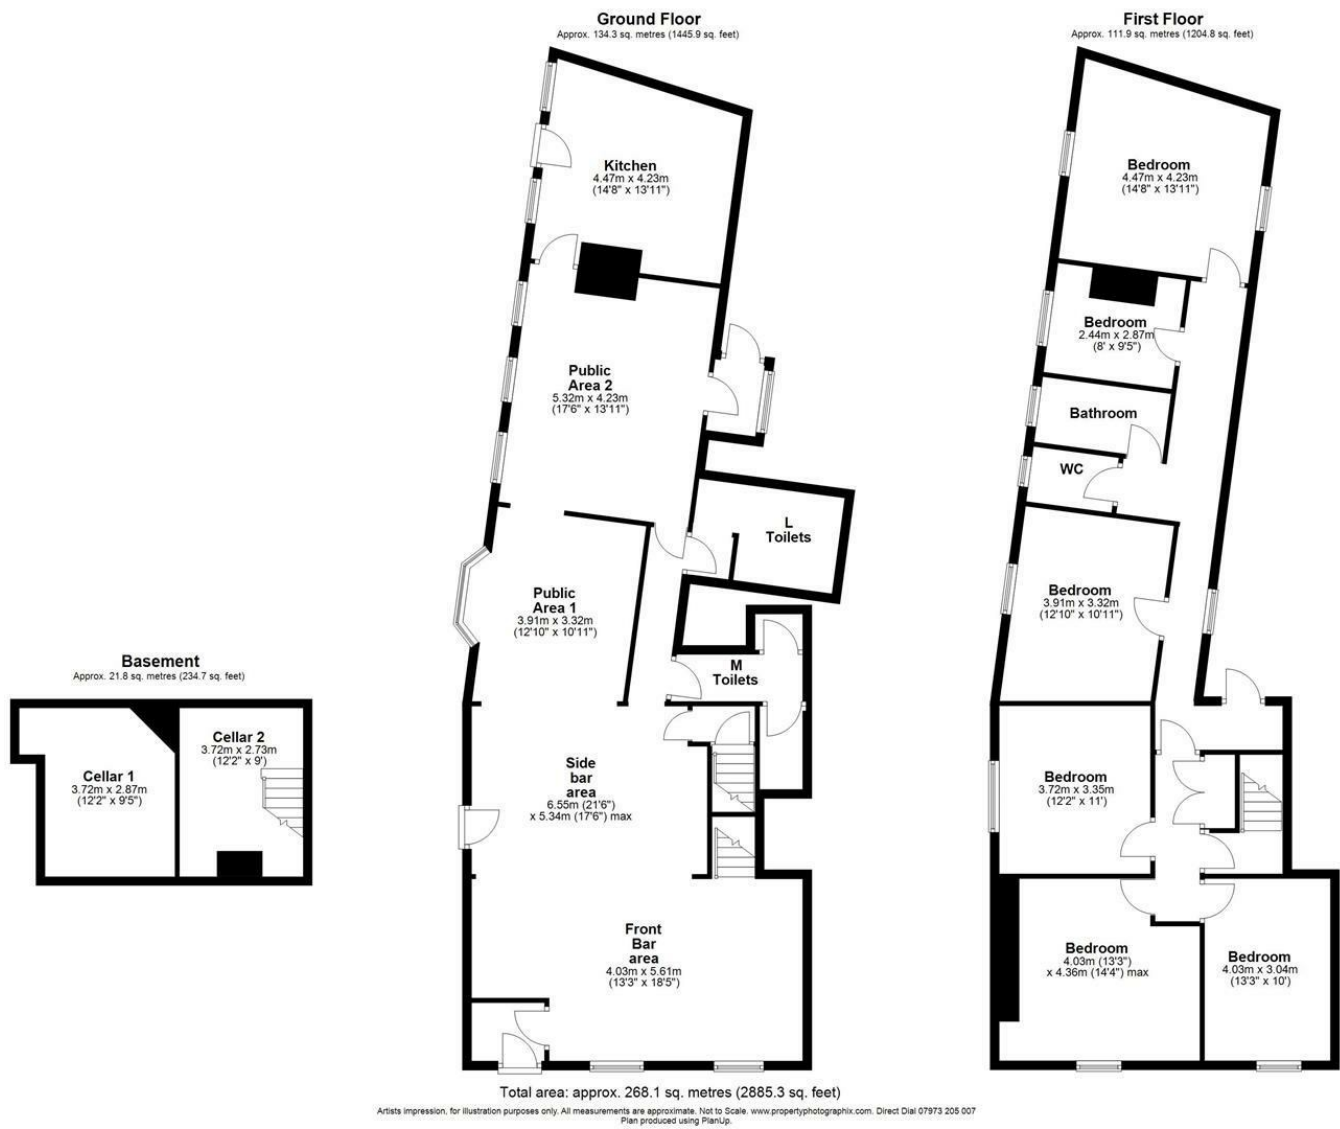 Ground Floor
Approx. 134.3 sq. metres (1445.9 sq. feet)
Kitchen
4.47m x 4.23m
(14'8" x 13'11")
Public
Area 2
5.32m x 4.23m
(17'6" x 13'11")
L
Toilets
Public
Area 1
3.91m x 3.32m
(12'10" x 10'11")
M
Toilets
Side
bar
area
6.55m (21'6")
x 5.34m (17'6") max
Front
Bar
area
4.03m x 5.61m
(13'3" x 18'5")
First Floor
Approx. 111.9 sq. metres (1204.8 sq. feet)
Bedroom
4.47m x 4.23m
(14'8" x 13'11")
Bedroom
2.44m x 2.87m
(8' x 9'5")
Bathroom
WC
Bedroom
3.91m x 3.32m
(12'10" x 10'11")
Bedroom
3.72m x 3.35m
(12'2" x 11')
Bedroom
4.03m (13'3")
x 4.36m (14'4") max
Bedroom
4.03m x 3.04m
(13'3" x 10')
Basement
Approx. 21.8 sq. metres (234.7 sq. feet)
Cellar 1
3.72m x 2.87m
(12'2" x 9'5")
Cellar 2
3.72m x 2.73m
(12'2" x 9')
Total area: approx. 268.1 sq. metres (2885.3 sq. feet)
Artists impression, for illustration purposes only. All measurements are approximate. Not to Scale. www.propertyphotographix.com. Direct Dial 07973 205 007
Plan produced using PlanUp.